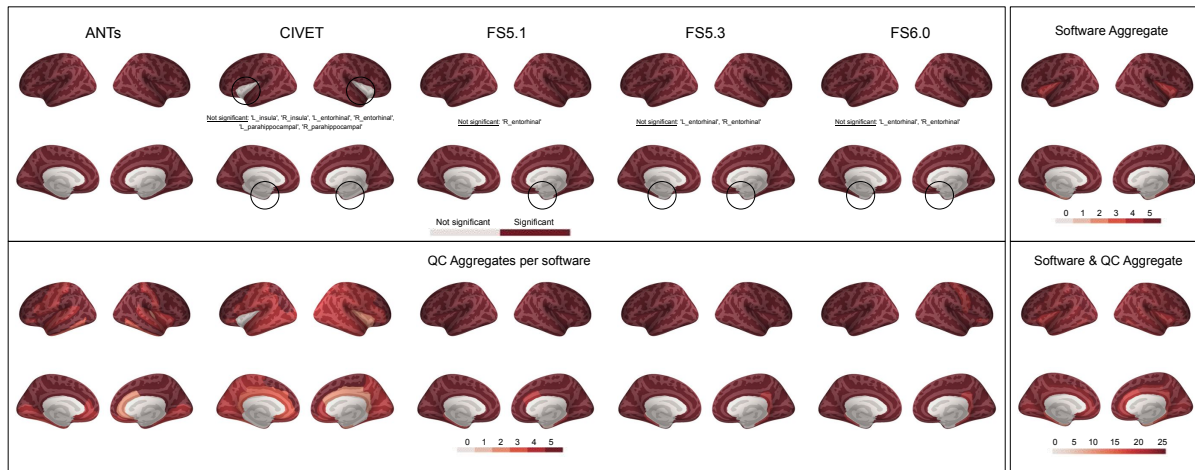 ANTs
CIVET
FS5.1
FS5.3
FS6.0
Software Aggregate
Not significant: 'L_insula', 'R_insula', 'L_entorhinal', 'R_entorhinal',
'L_parahippocampal', 'R_parahippocampal'
Not significant: 'R_entorhinal'
Not significant: 'L_entorhinal', 'R_entorhinal'
Not significant: 'L_entorhinal', 'R_entorhinal'
Not significant Significant
0 1 2 3 4 5
QC Aggregates per software
Software & QC Aggregate
0 1 2 3 4 5
0 5 10 15 20 25